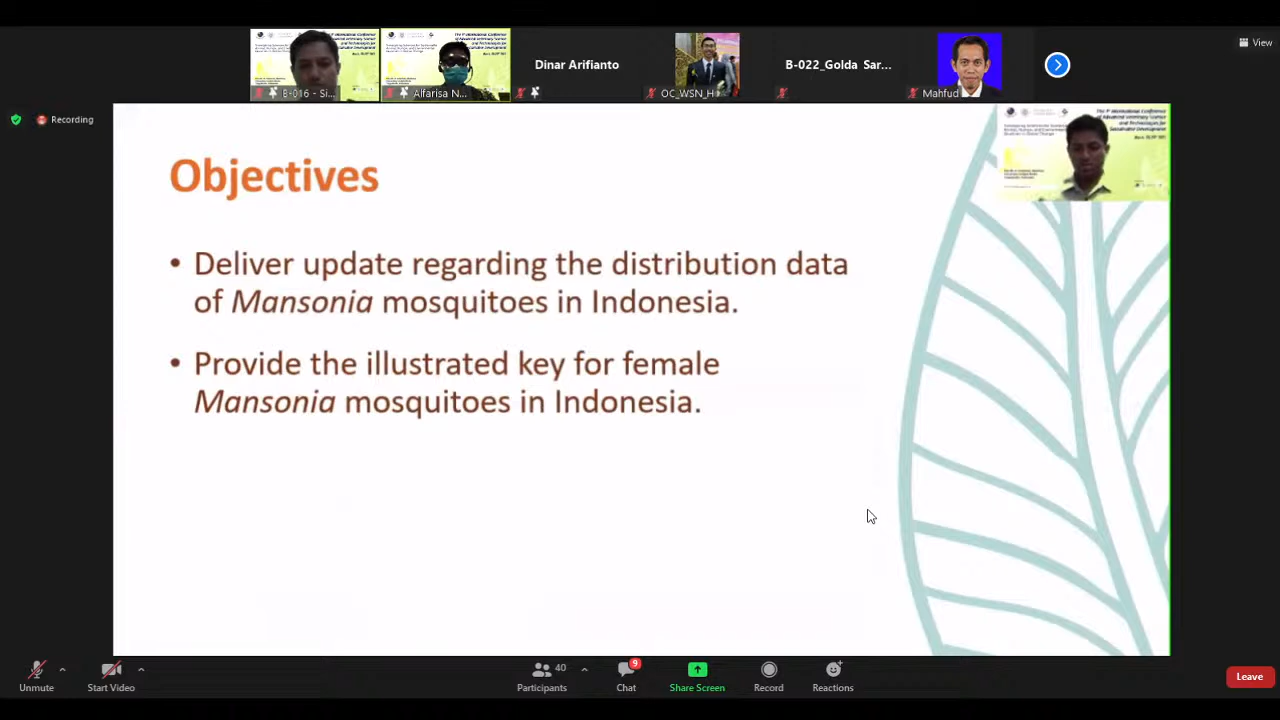 B-016 - Si...
Alfarisa N...
Dinar Arifianto
OC_WSN_H
B-022_Golda Sar...
Mahfud
View
Recording
Objectives
• Deliver update regarding the distribution data
of Mansonia mosquitoes in Indonesia.
• Provide the illustrated key for female
Mansonia mosquitoes in Indonesia.
Unmute
Start Video
Participants
40
Chat
9
Share Screen
Record
Reactions
Leave